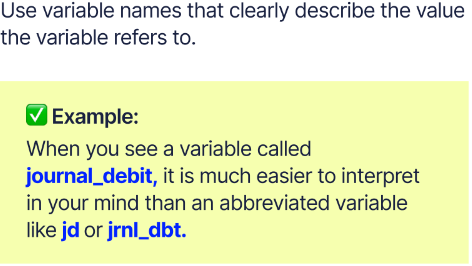 Use variable names that clearly describe the value
the variable refers to.
✅ Example:
When you see a variable called
journal_debit, it is much easier to interpret
in your mind than an abbreviated variable
like jd or jrnl_dbt.